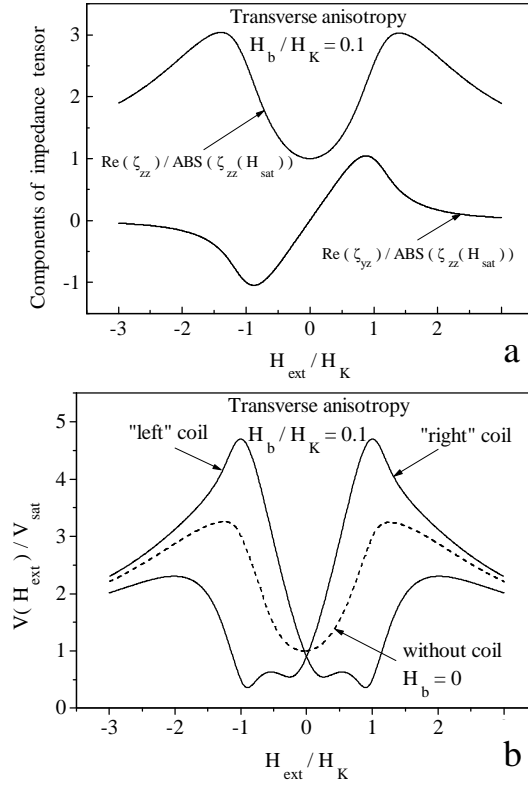 Transverse anisotropy
H_b / H_K = 0.1
Re ( ζ_zz ) / ABS ( ζ_zz ( H_sat ) )
Re ( ζ_yz ) / ABS ( ζ_zz ( H_sat ) )
Components of impedance tensor
3
2
1
0
-1
-3 -2 -1 0 1 2 3
H_ext / H_K
a
Transverse anisotropy
"left" coil H_b / H_K = 0.1 "right" coil
without coil
H_b = 0
V( H_ext ) / V_sat
5
4
3
2
1
0
-3 -2 -1 0 1 2 3
H_ext / H_K
b